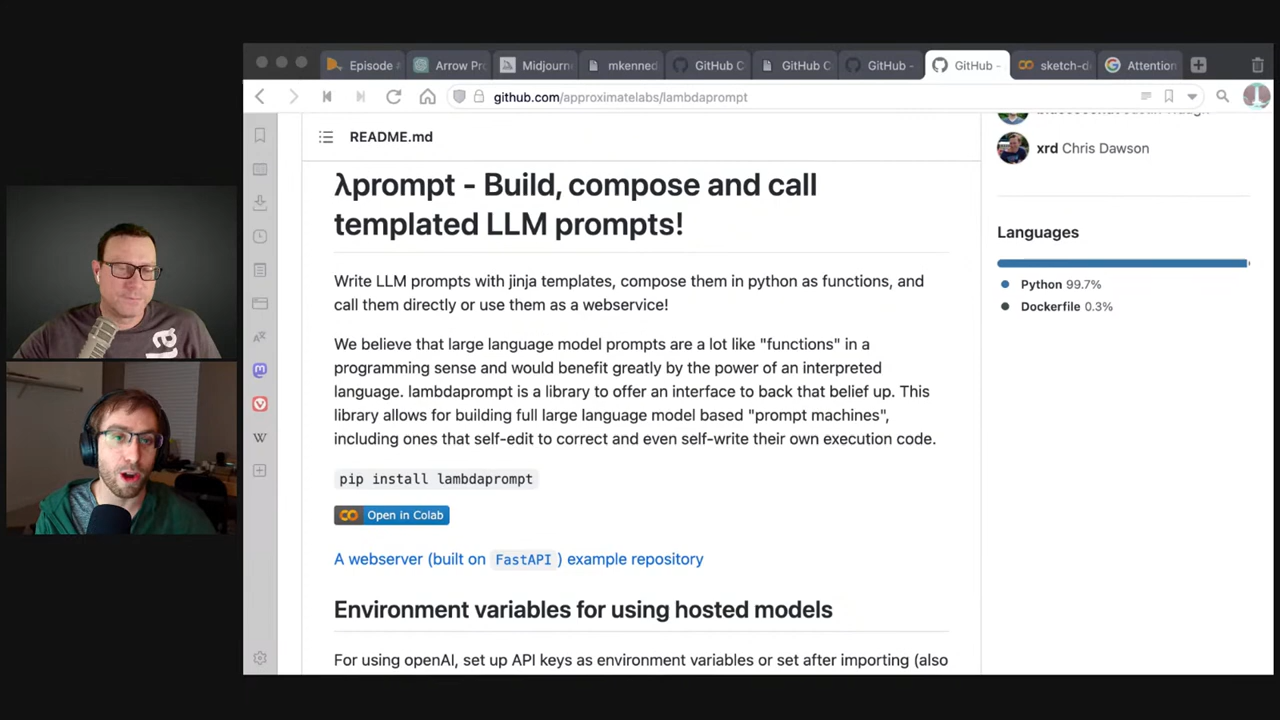 Episode #
Arrow Pro
Midjourn
mkenned
GitHub C
GitHub C
GitHub -
GitHub -
sketch-d
Attention
github.com/approximatelabs/lambdaprompt
README.md
xrd Chris Dawson
λprompt - Build, compose and call
templated LLM prompts!
Languages
Python 99.7%
Dockerfile 0.3%
Write LLM prompts with jinja templates, compose them in python as functions, and
call them directly or use them as a webservice!
We believe that large language model prompts are a lot like "functions" in a
programming sense and would benefit greatly by the power of an interpreted
language. lambdaprompt is a library to offer an interface to back that belief up. This
library allows for building full large language model based "prompt machines",
including ones that self-edit to correct and even self-write their own execution code.
pip install lambdaprompt
Open in Colab
A webserver (built on FastAPI ) example repository
Environment variables for using hosted models
For using openAI, set up API keys as environment variables or set after importing (also